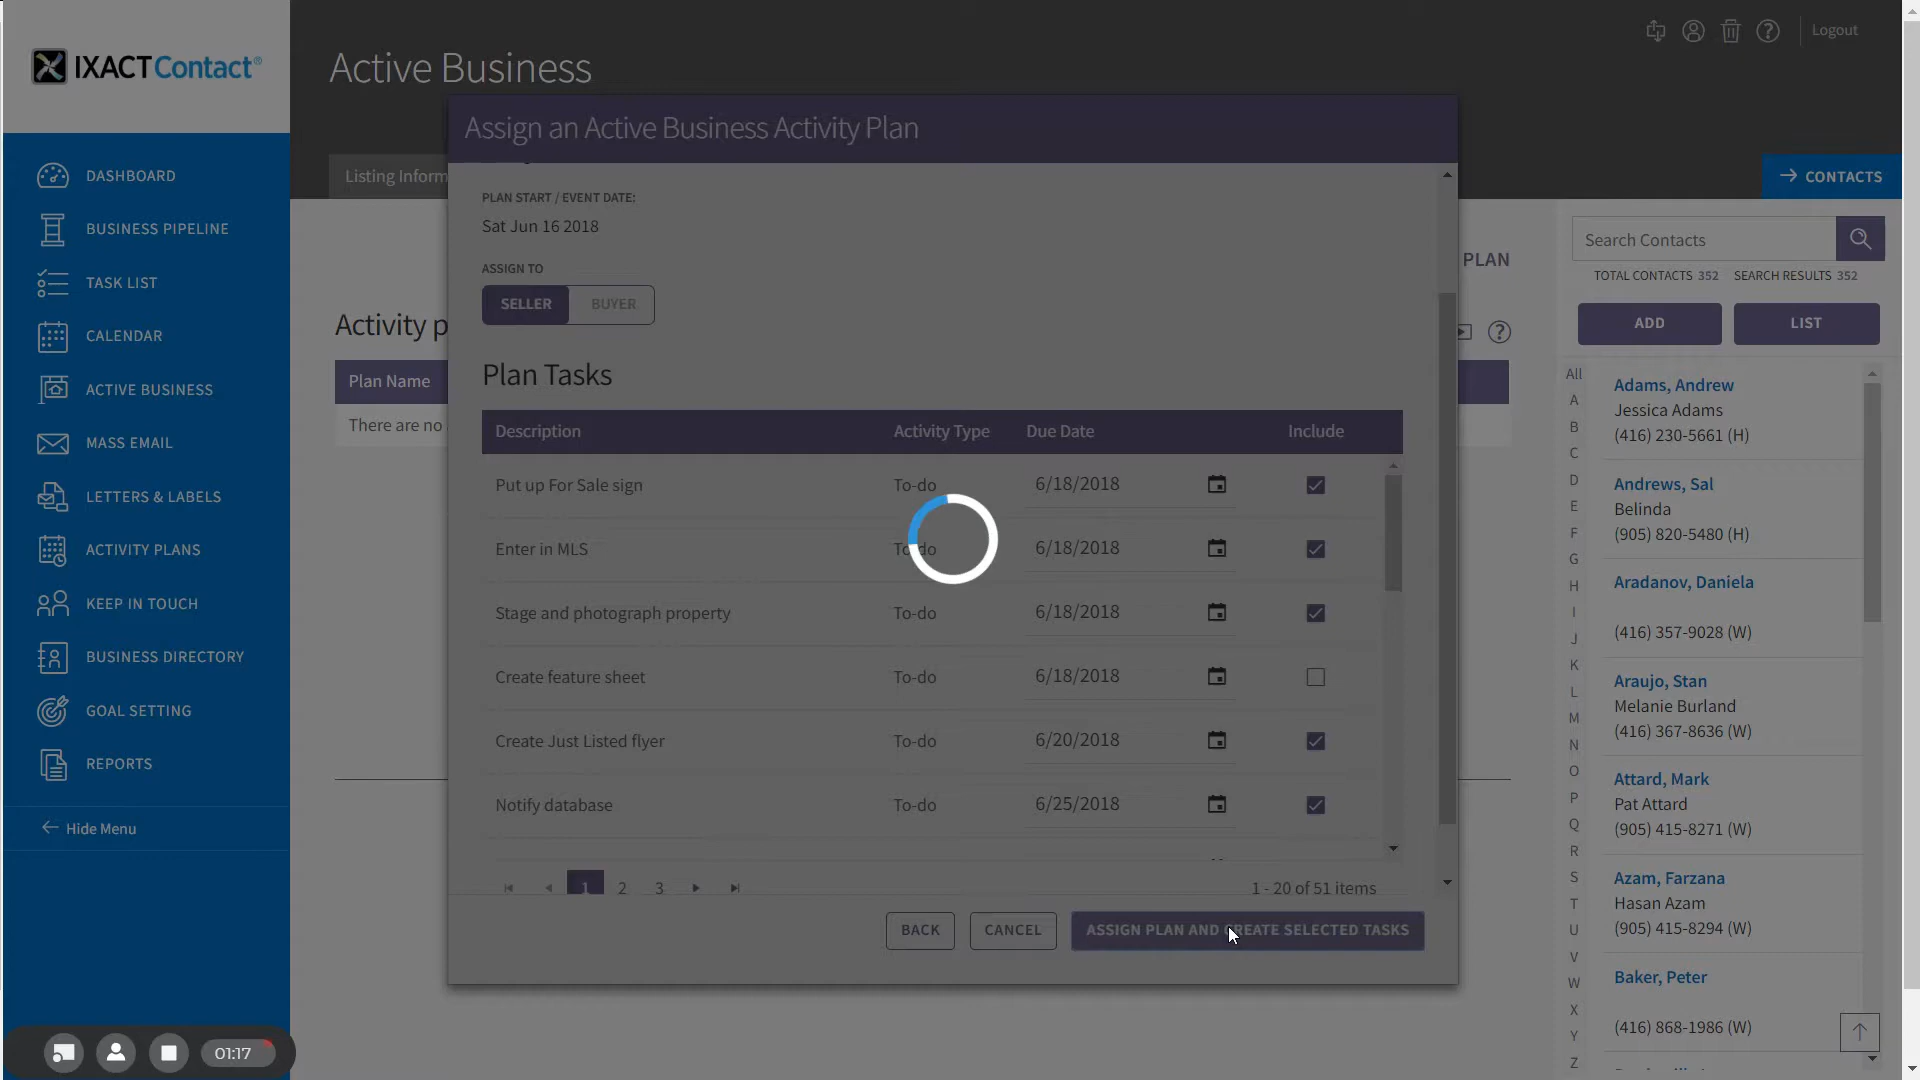 IXACTContact®
Active Business
Logout
Assign an Active Business Activity Plan
DASHBOARD
BUSINESS PIPELINE
TASK LIST
CALENDAR
ACTIVE BUSINESS
MASS EMAIL
LETTERS & LABELS
ACTIVITY PLANS
KEEP IN TOUCH
BUSINESS DIRECTORY
GOAL SETTING
REPORTS
Hide Menu
01:17
Listing Inform
Activity p
Plan Name
There are no
PLAN START / EVENT DATE:
Sat Jun 16 2018
ASSIGN TO
SELLER BUYER
Plan Tasks
Description Activity Type Due Date Include
Put up For Sale sign To-do 6/18/2018
Enter in MLS To-do 6/18/2018
Stage and photograph property To-do 6/18/2018
Create feature sheet To-do 6/18/2018
Create Just Listed flyer To-do 6/20/2018
Notify database To-do 6/25/2018
1 2 3 1 - 20 of 51 items
BACK CANCEL ASSIGN PLAN AND CREATE SELECTED TASKS
PLAN
CONTACTS
Search Contacts
TOTAL CONTACTS 352 SEARCH RESULTS 352
ADD LIST
All
A
B
C
D
E
F
G
H
I
J
K
L
M
N
O
P
Q
R
S
T
U
V
W
X
Y
Z
Adams, Andrew
Jessica Adams
(416) 230-5661 (H)
Andrews, Sal
Belinda
(905) 820-5480 (H)
Aradanov, Daniela
(416) 357-9028 (W)
Araujo, Stan
Melanie Burland
(416) 367-8636 (W)
Attard, Mark
Pat Attard
(905) 415-8271 (W)
Azam, Farzana
Hasan Azam
(905) 415-8294 (W)
Baker, Peter
(416) 868-1986 (W)